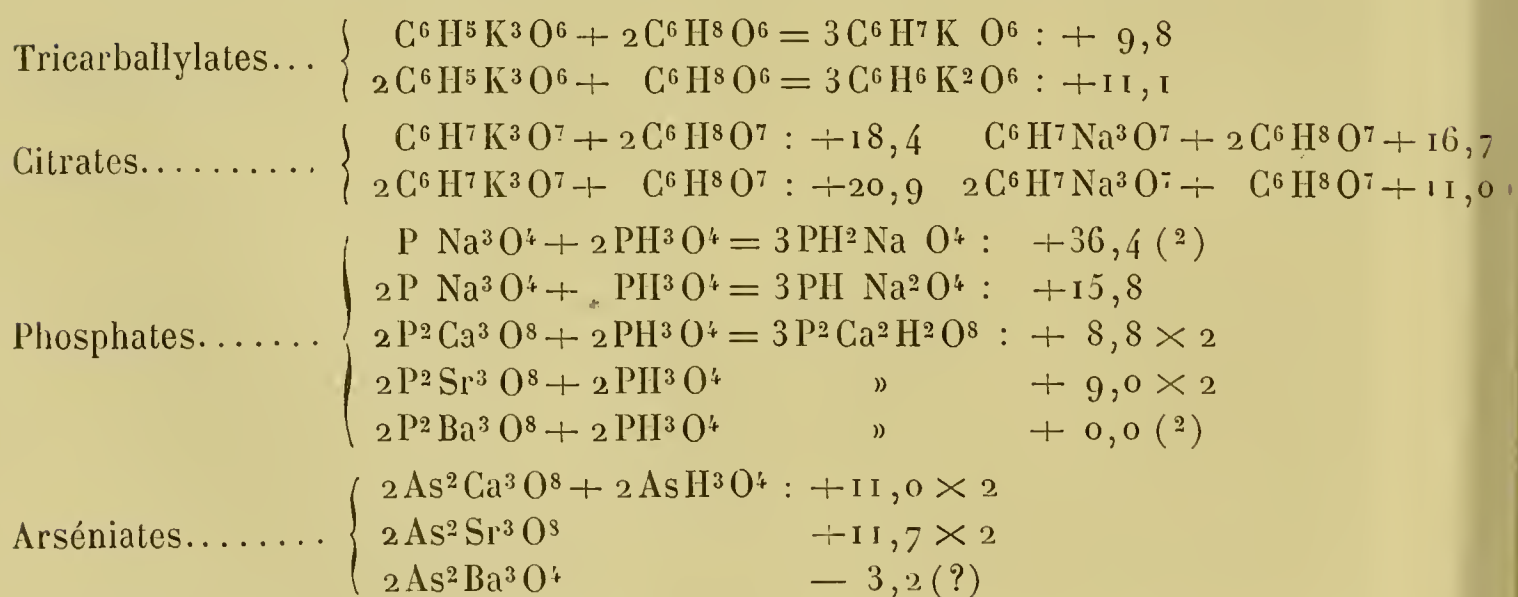 Tricarballylates... { C⁶H⁵K³O⁶ + 2C⁶H⁸O⁶ = 3C⁶H⁷K O⁶ : + 9,8
2C⁶H⁵K³O⁶ + C⁶H⁸O⁶ = 3C⁶H⁶K²O⁶ : +11,1
Citrates.......... { C⁶H⁷K³O⁷ + 2C⁶H⁸O⁷ : +18,4 C⁶H⁷Na³O⁷ + 2C⁶H⁸O⁷ + 16,7
2C⁶H⁷K³O⁷ + C⁶H⁸O⁷ : +20,9 2C⁶H⁷Na³O⁷ + C⁶H⁸O⁷ + 11,0
Phosphates....... { P Na³O⁴ + 2PH³O⁴ = 3PH²Na O⁴ : +36,4 (²)
2P Na³O⁴ + PH³O⁴ = 3PH Na²O⁴ : +15,8
2P²Ca³O⁸ + 2PH³O⁴ = 3P²Ca²H²O⁸ : + 8,8 × 2
2P²Sr³O⁸ + 2PH³O⁴ » + 9,0 × 2
2P²Ba³O⁸ + 2PH³O⁴ » + 0,0 (²)
Arséniates........ { 2As²Ca³O⁸ + 2AsH³O⁴ : +11,0 × 2
2As²Sr³O⁸ +11,7 × 2
2As²Ba³O⁴ — 3,2(?)